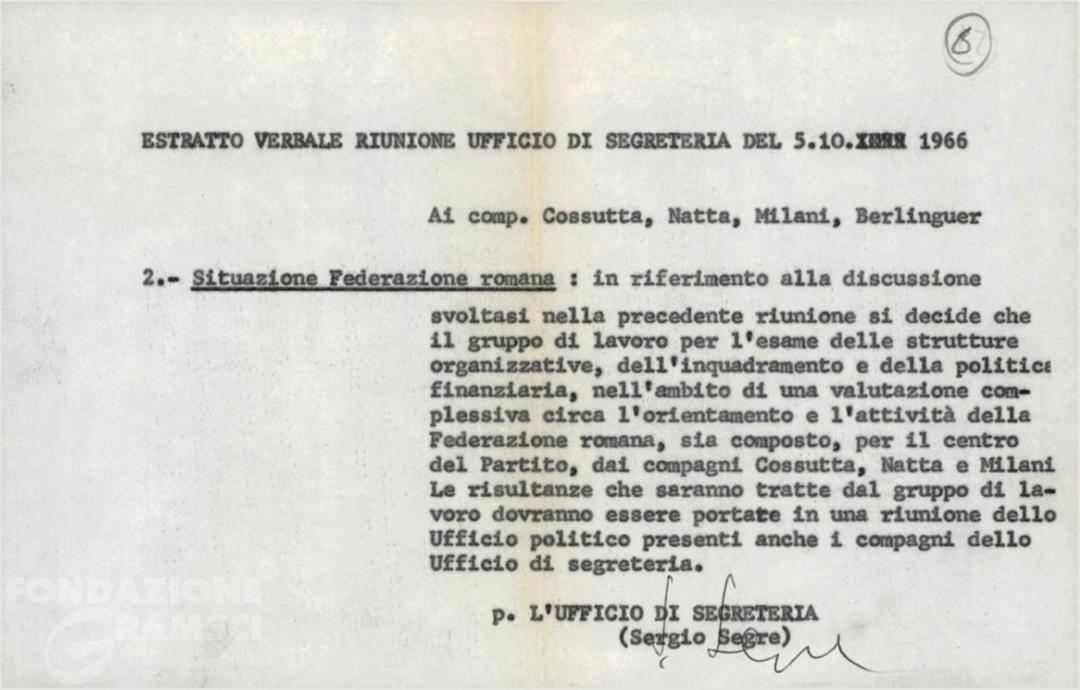 6
ESTRATTO VERBALE RIUNIONE UFFICIO DI SEGRETERIA DEL 5.10. 1966
Ai comp. Cossutta, Natta, Milani, Berlinguer
2.- Situazione Federazione romana : in riferimento alla discussione
svoltasi nella precedente riunione si decide che
il gruppo di lavoro per l'esame delle strutture
organizzative, dell'inquadramento e della politica
finanziaria, nell'ambito di una valutazione com-
plessiva circa l'orientamento e l'attività della
Federazione romana, sia composto, per il centro
del Partito, dai compagni Cossutta, Natta e Milani
Le risultanze che saranno tratte dal gruppo di la-
voro dovranno essere portate in una riunione dello
Ufficio politico presenti anche i compagni dello
Ufficio di segreteria.
p. L'UFFICIO DI SEGRETERIA
(Sergio Segre)
S. Segre
FONDAZIONE
GRAMSCI